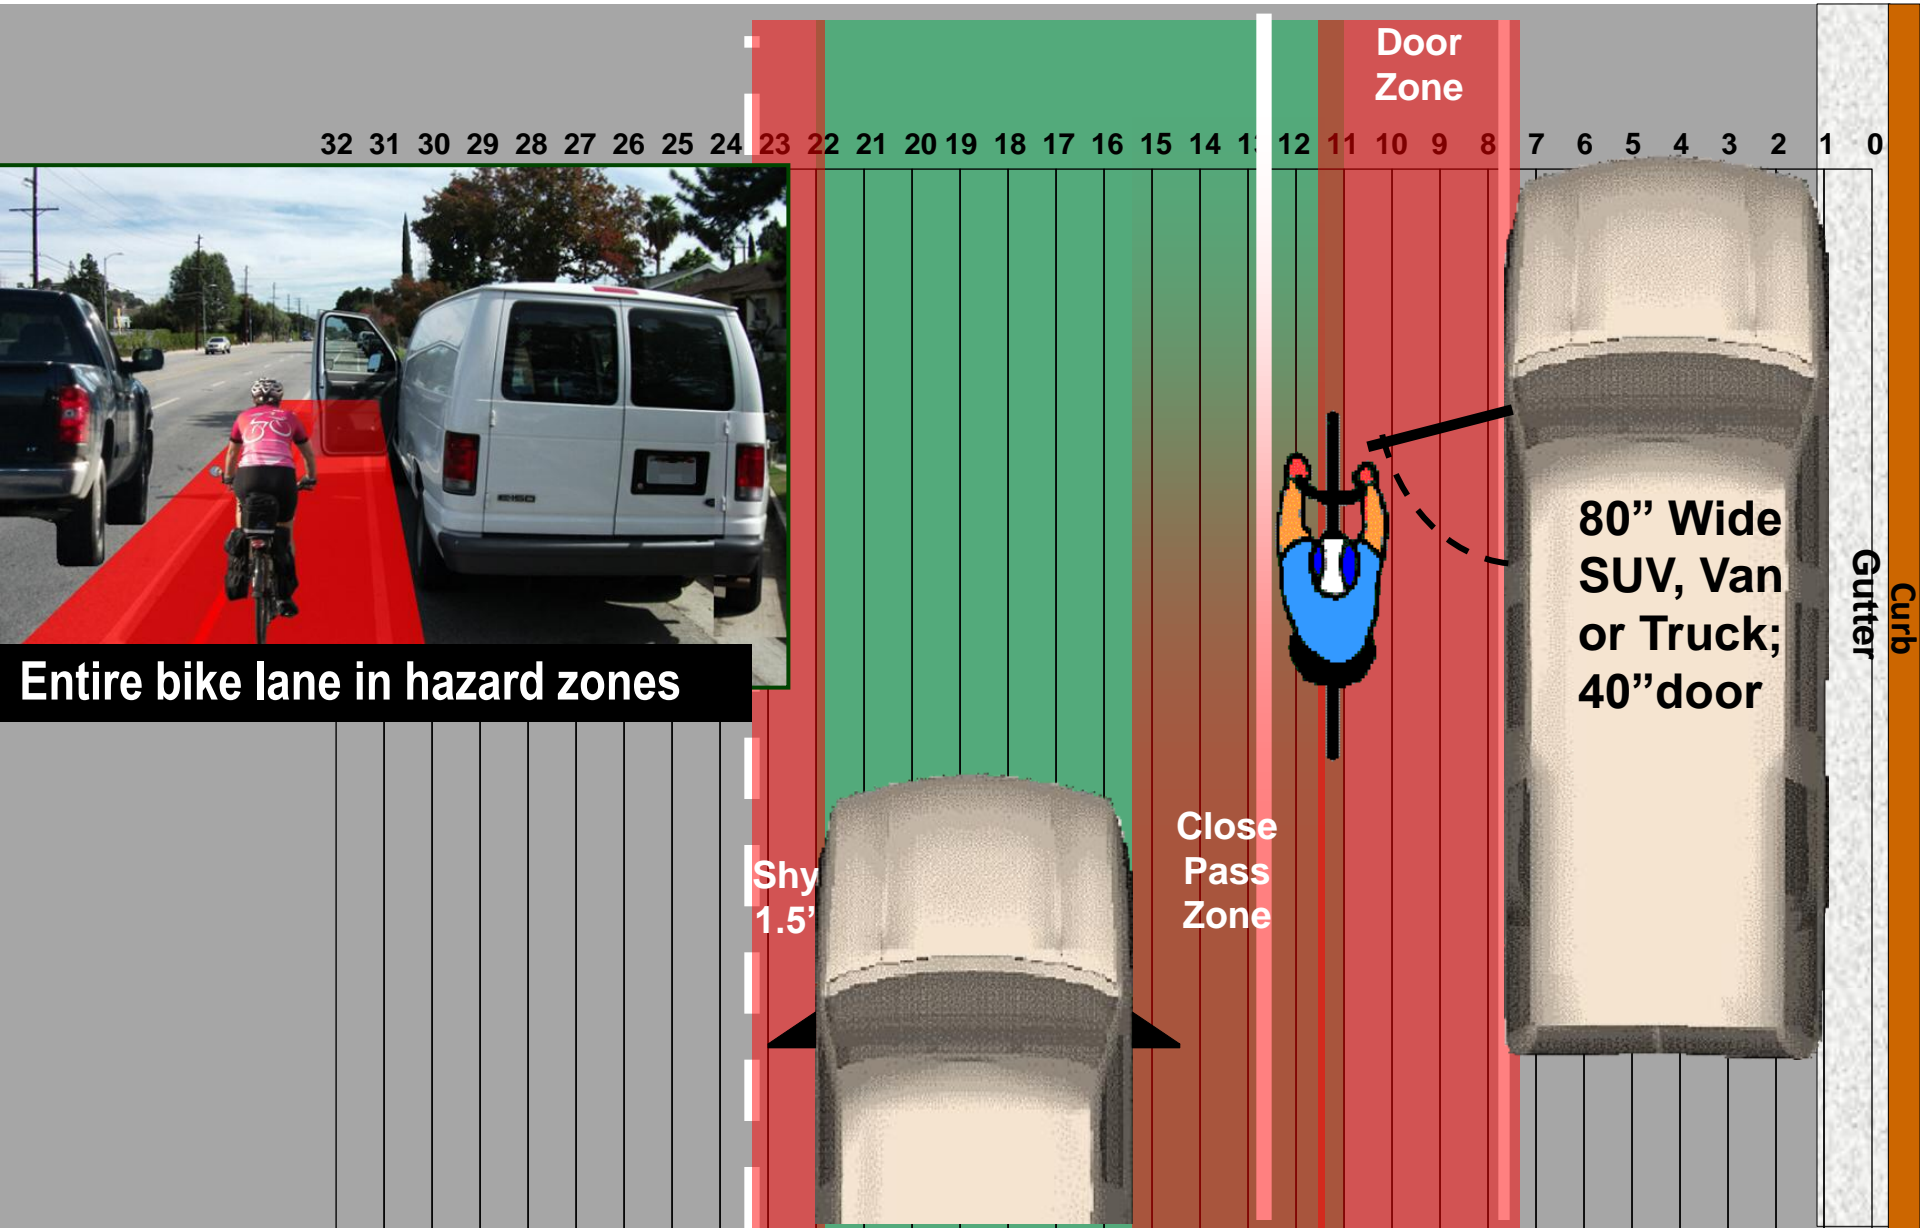 Door
Zone
32 31 30 29 28 27 26 25 24 23 22 21 20 19 18 17 16 15 14 13 12 11 10 9 8 7 6 5 4 3 2 1 0
80” Wide
SUV, Van
or Truck;
40”door
Gutter
Curb
Entire bike lane in hazard zones
Close
Pass
Zone
Shy
1.5’